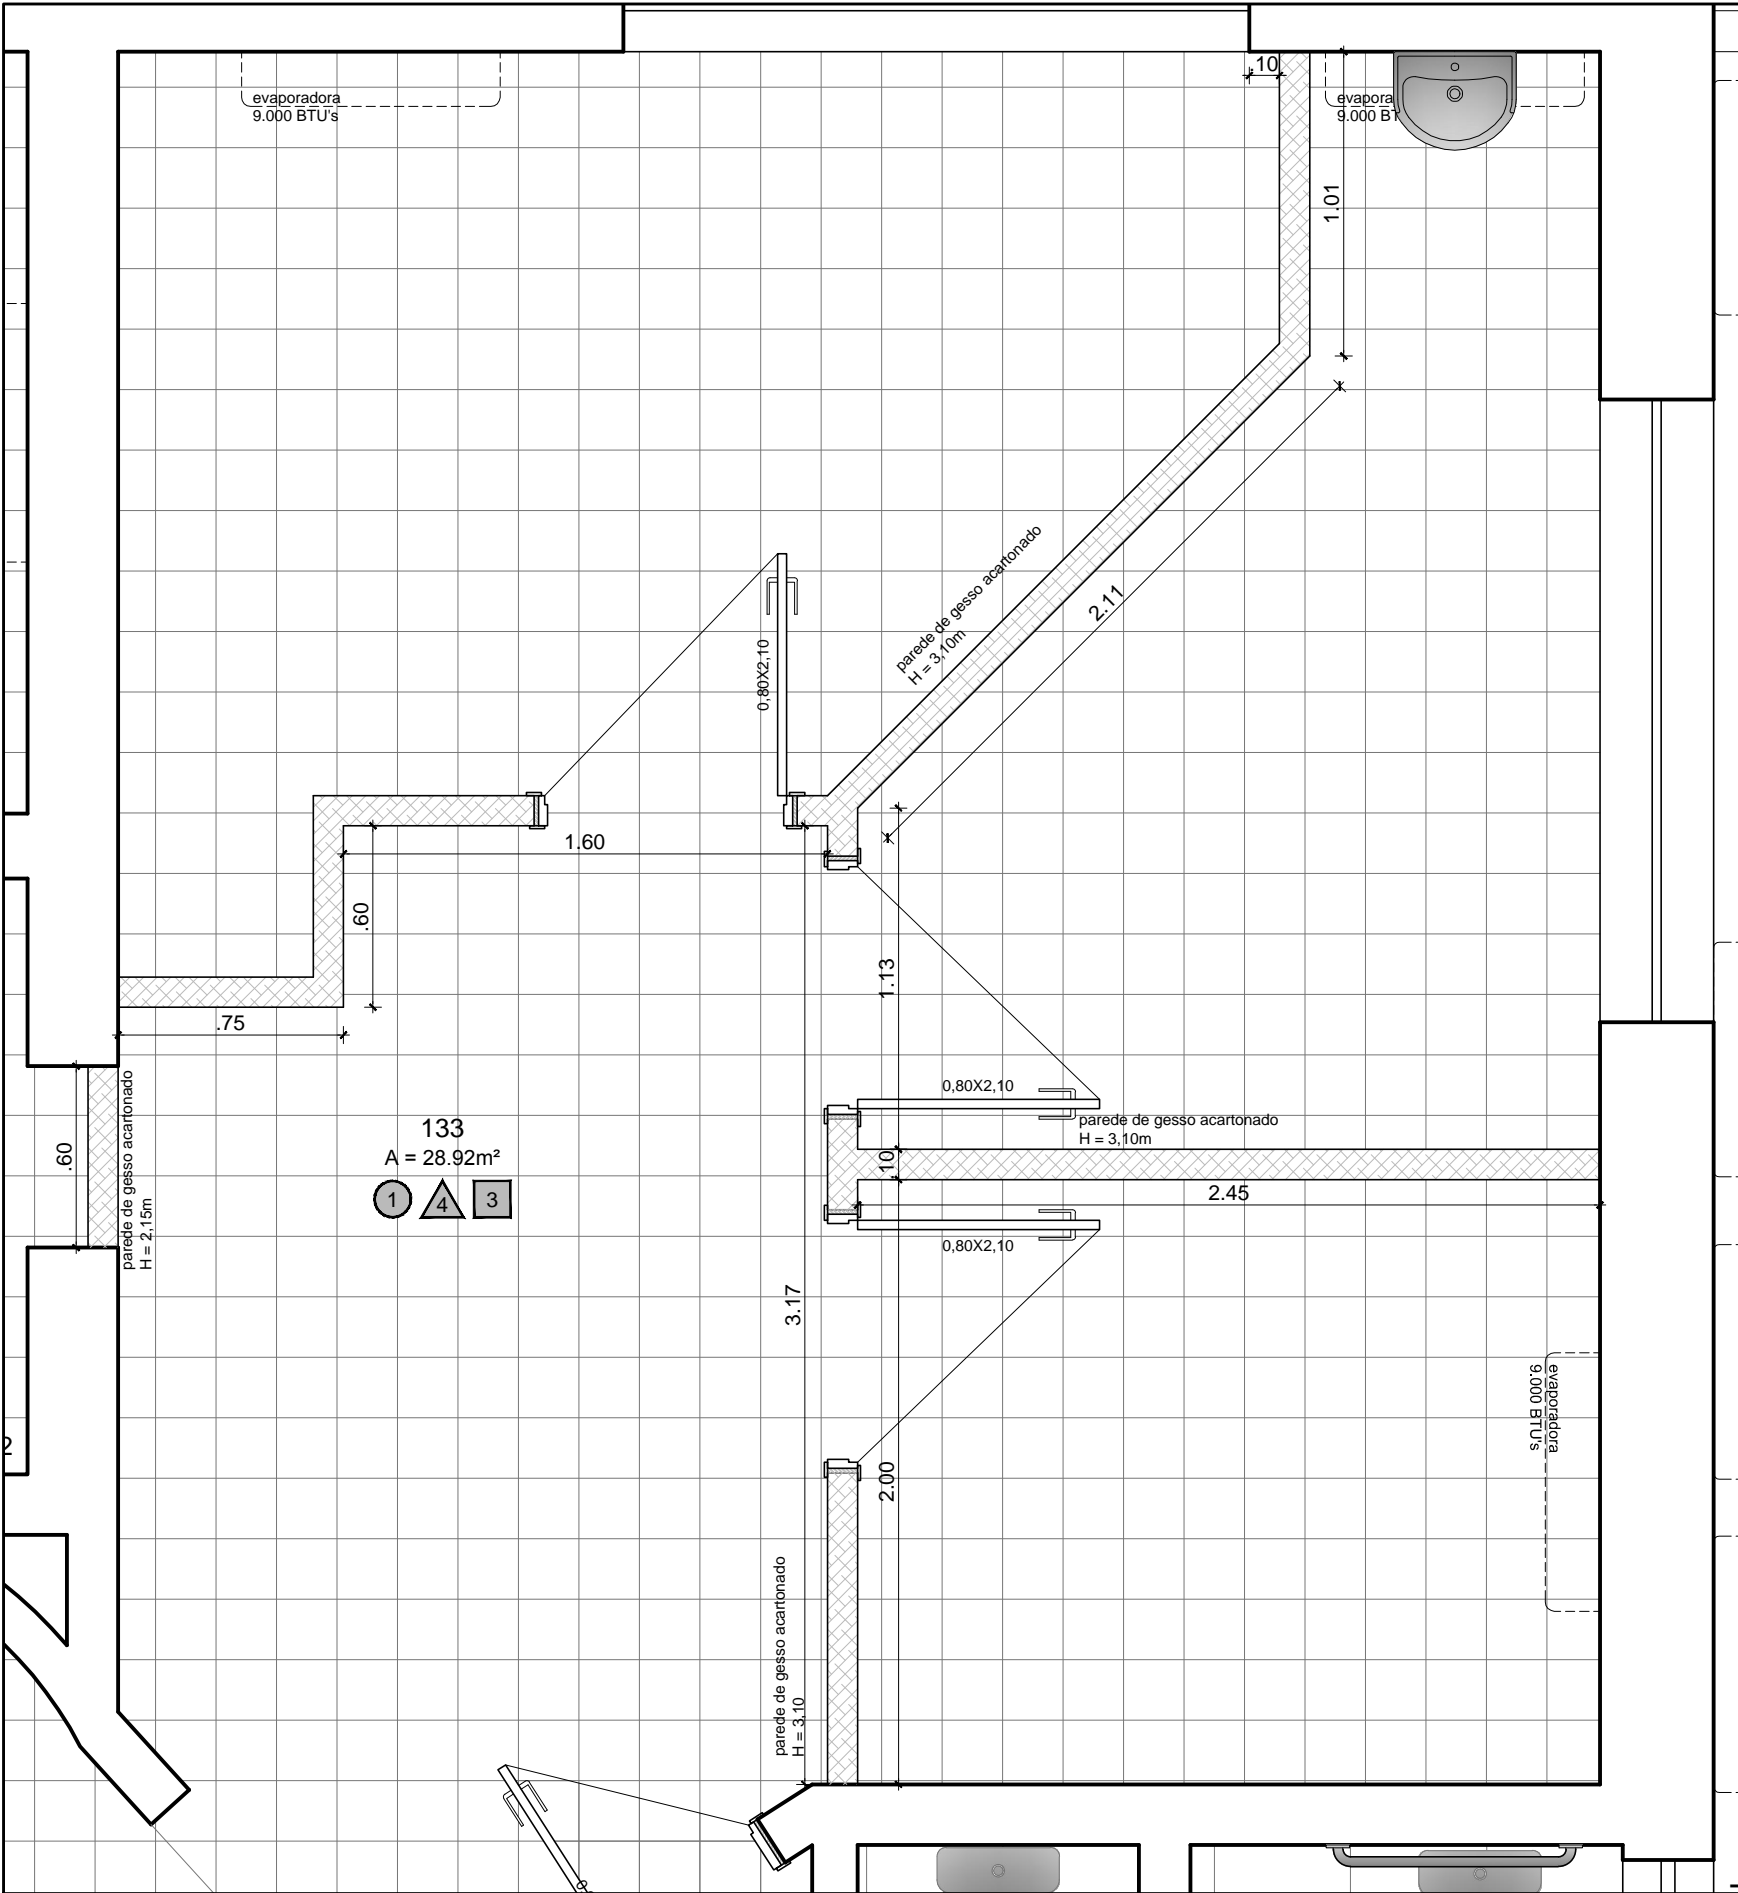 .10
evaporadora
9.000 BTU's
evapora
9.000 BT
1.01
parede de gesso acartonado
H = 3,10m
2.11
0,80X2,10
1.60
.60
1.13
.75
0,80X2,10
parede de gesso acartonado
H = 3,10m
.60
parede de gesso acartonado
H = 2,15m
133
A = 28.92m²
1
4
3
.10
2.45
0,80X2,10
3.17
evaporadora
9.000 BTU's
2
2.00
parede de gesso acartonado
H = 3,10